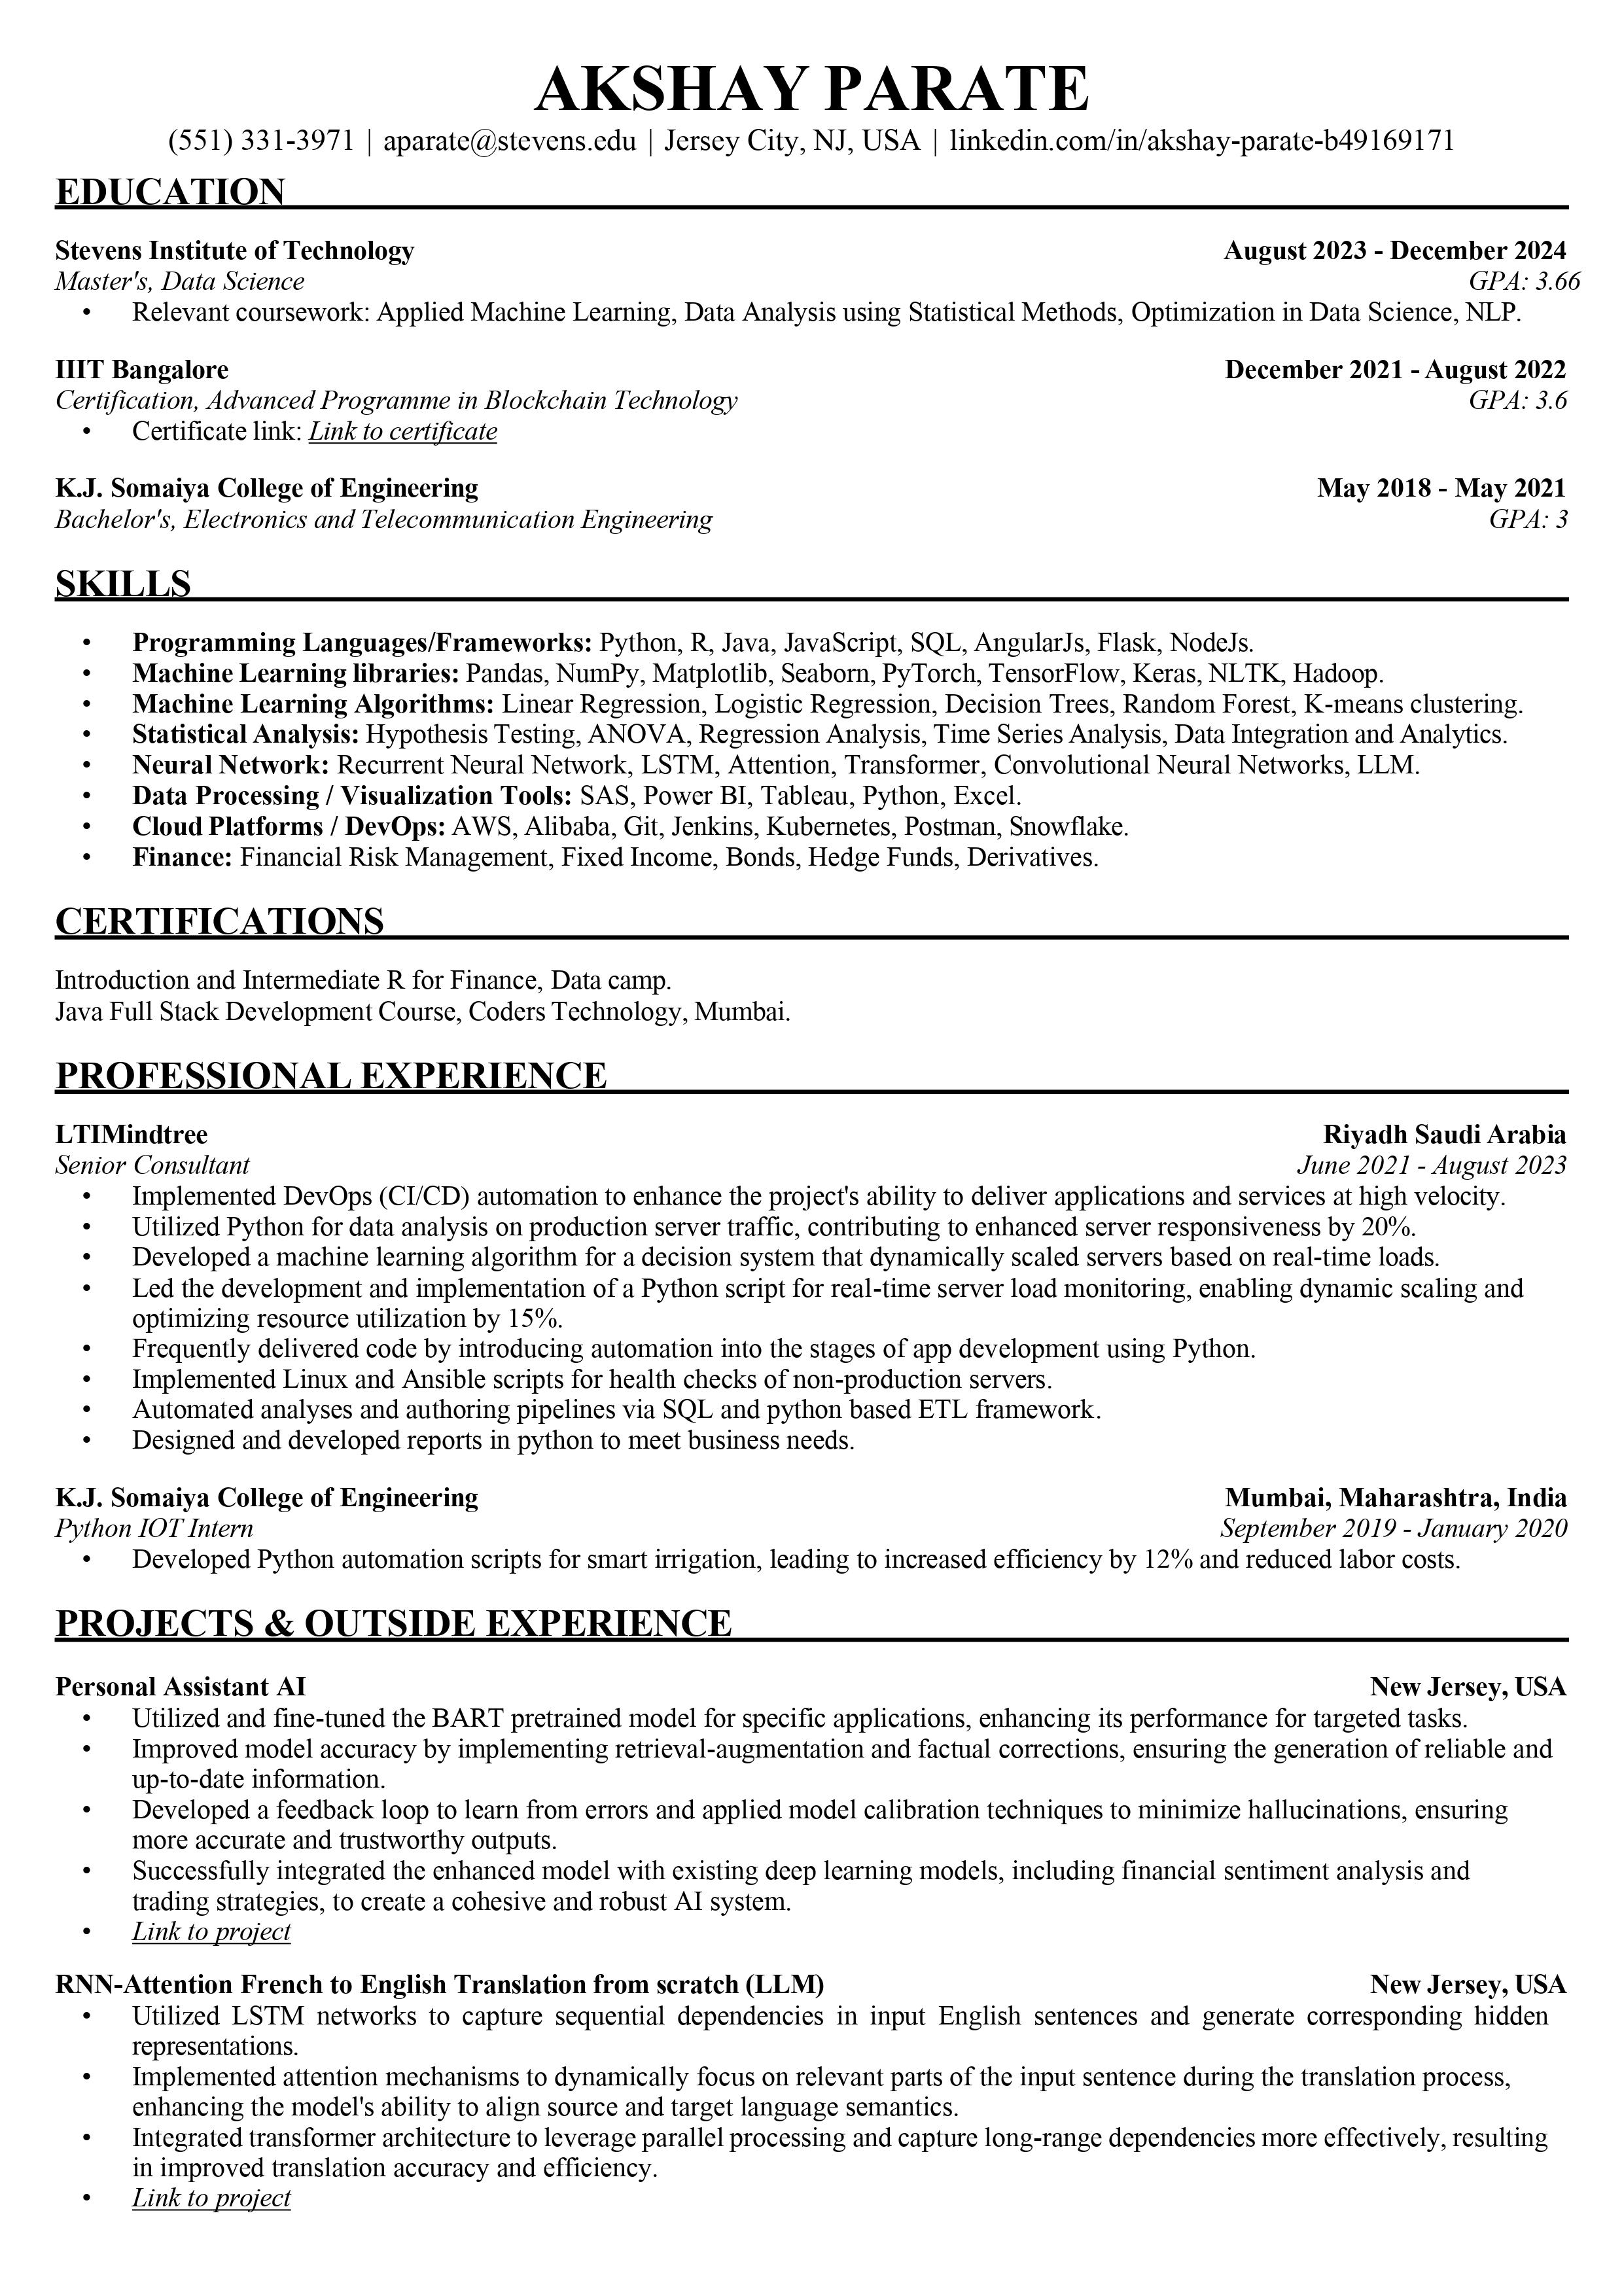 AKSHAY PARATE
(551) 331-3971 | aparate@stevens.edu | Jersey City, NJ, USA | linkedin.com/in/akshay-parate-b49169171
EDUCATION
Stevens Institute of Technology August 2023 - December 2024
Master's, Data Science GPA: 3.66
• Relevant coursework: Applied Machine Learning, Data Analysis using Statistical Methods, Optimization in Data Science, NLP.
IIIT Bangalore December 2021 - August 2022
Certification, Advanced Programme in Blockchain Technology GPA: 3.6
• Certificate link: Link to certificate
K.J. Somaiya College of Engineering May 2018 - May 2021
Bachelor's, Electronics and Telecommunication Engineering GPA: 3
SKILLS
• Programming Languages/Frameworks: Python, R, Java, JavaScript, SQL, AngularJs, Flask, NodeJs.
• Machine Learning libraries: Pandas, NumPy, Matplotlib, Seaborn, PyTorch, TensorFlow, Keras, NLTK, Hadoop.
• Machine Learning Algorithms: Linear Regression, Logistic Regression, Decision Trees, Random Forest, K-means clustering.
• Statistical Analysis: Hypothesis Testing, ANOVA, Regression Analysis, Time Series Analysis, Data Integration and Analytics.
• Neural Network: Recurrent Neural Network, LSTM, Attention, Transformer, Convolutional Neural Networks, LLM.
• Data Processing / Visualization Tools: SAS, Power BI, Tableau, Python, Excel.
• Cloud Platforms / DevOps: AWS, Alibaba, Git, Jenkins, Kubernetes, Postman, Snowflake.
• Finance: Financial Risk Management, Fixed Income, Bonds, Hedge Funds, Derivatives.
CERTIFICATIONS
Introduction and Intermediate R for Finance, Data camp.
Java Full Stack Development Course, Coders Technology, Mumbai.
PROFESSIONAL EXPERIENCE
LTIMindtree Riyadh Saudi Arabia
Senior Consultant June 2021 - August 2023
• Implemented DevOps (CI/CD) automation to enhance the project's ability to deliver applications and services at high velocity.
• Utilized Python for data analysis on production server traffic, contributing to enhanced server responsiveness by 20%.
• Developed a machine learning algorithm for a decision system that dynamically scaled servers based on real-time loads.
• Led the development and implementation of a Python script for real-time server load monitoring, enabling dynamic scaling and
optimizing resource utilization by 15%.
• Frequently delivered code by introducing automation into the stages of app development using Python.
• Implemented Linux and Ansible scripts for health checks of non-production servers.
• Automated analyses and authoring pipelines via SQL and python based ETL framework.
• Designed and developed reports in python to meet business needs.
K.J. Somaiya College of Engineering Mumbai, Maharashtra, India
Python IOT Intern September 2019 - January 2020
• Developed Python automation scripts for smart irrigation, leading to increased efficiency by 12% and reduced labor costs.
PROJECTS & OUTSIDE EXPERIENCE
Personal Assistant AI New Jersey, USA
• Utilized and fine-tuned the BART pretrained model for specific applications, enhancing its performance for targeted tasks.
• Improved model accuracy by implementing retrieval-augmentation and factual corrections, ensuring the generation of reliable and
up-to-date information.
• Developed a feedback loop to learn from errors and applied model calibration techniques to minimize hallucinations, ensuring
more accurate and trustworthy outputs.
• Successfully integrated the enhanced model with existing deep learning models, including financial sentiment analysis and
trading strategies, to create a cohesive and robust AI system.
• Link to project
RNN-Attention French to English Translation from scratch (LLM) New Jersey, USA
• Utilized LSTM networks to capture sequential dependencies in input English sentences and generate corresponding hidden
representations.
• Implemented attention mechanisms to dynamically focus on relevant parts of the input sentence during the translation process,
enhancing the model's ability to align source and target language semantics.
• Integrated transformer architecture to leverage parallel processing and capture long-range dependencies more effectively, resulting
in improved translation accuracy and efficiency.
• Link to project